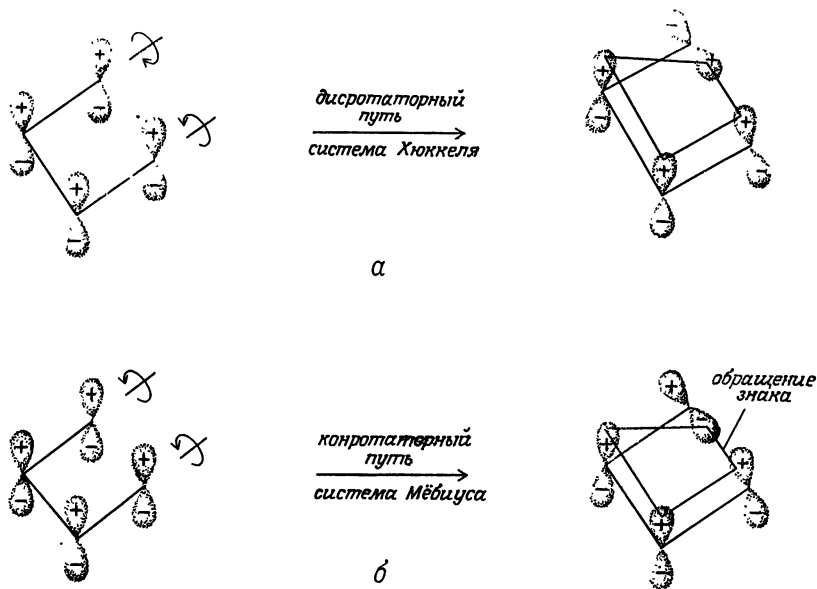 дисротаторный
путь
система Хюккеля
а
обращение
знака
конротаторный
путь
система Мёбиуса
б